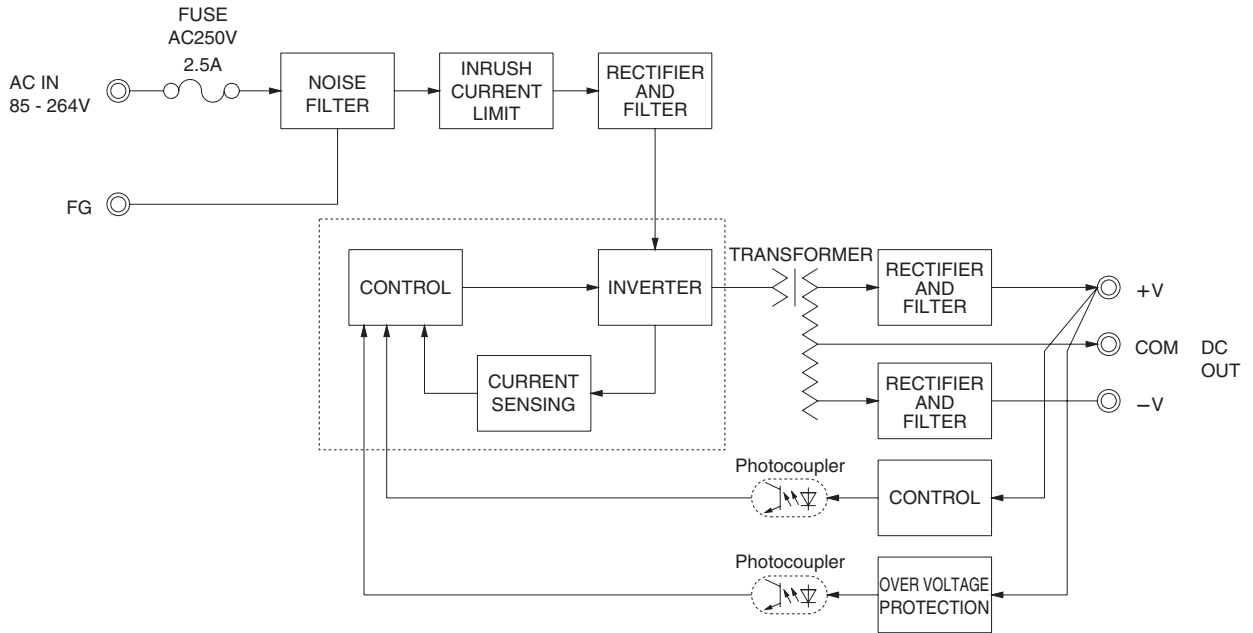 FUSE
AC250V
2.5A
AC IN
85 - 264V
NOISE
FILTER
INRUSH
CURRENT
LIMIT
RECTIFIER
AND
FILTER
FG
CONTROL
INVERTER
CURRENT
SENSING
TRANSFORMER
RECTIFIER
AND
FILTER
+V
COM
DC
OUT
RECTIFIER
AND
FILTER
−V
Photocoupler
CONTROL
Photocoupler
OVER VOLTAGE
PROTECTION